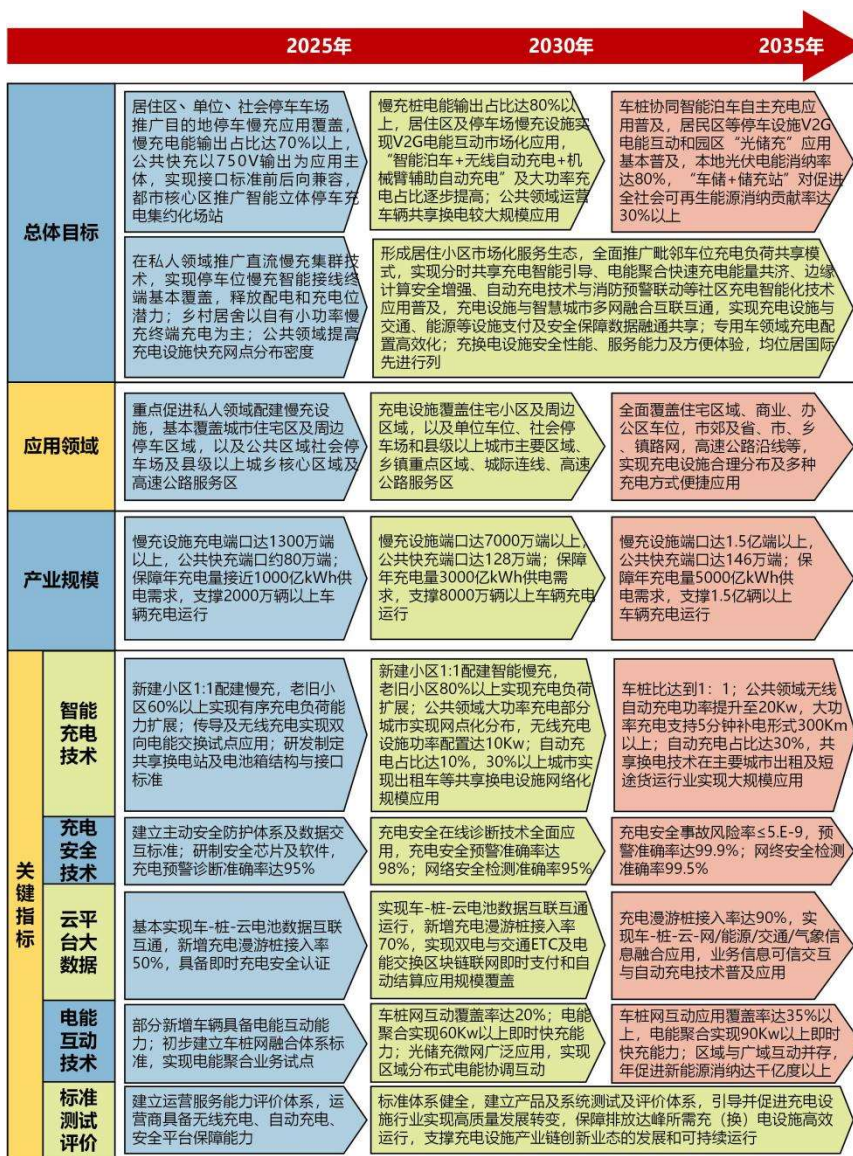 2025年
2030年
2035年
总体目标
居住区、单位、社会停车车场
推广目的地停车慢充应用覆盖，
慢充电能输出占比达70%以上，
公共快充以750V输出为应用主
体，实现接口标准前后向兼容，
都市核心区推广智能立体停车充
电集约化场站
慢充桩电能输出占比达80%以
上，居住区及停车场慢充设施实
现V2G电能互动市场化应用，
“智能泊车+无线自动充电+机
械臂辅助自动充电”及大功率充
电占比逐步提高；公共领域运营
车辆共享换电较大规模应用
车桩协同智能泊车自主充电应
用普及，居民区等停车设施V2G
电能互动和园区“光储充”应用
基本普及，本地光伏电能消纳率
达80%，“车储+储充站”对促进
全社会可再生能源消纳贡献率达
30%以上
在私人领域推广直流慢充集群技
术，实现停车位慢充智能接线终
端基本覆盖，释放配电和充电位
潜力；乡村居舍以自有小功率慢
充终端充电为主；公共领域提高
充电设施快充网点分布密度
形成居住小区市场化服务生态，全面推广毗邻车位充电负荷共享模
式，实现分时共享充电智能引导、电能聚合快速充电能量共济、边缘
计算安全增强、自动充电技术与消防预警联动等社区充电智能化技术
应用普及，充电设施与智慧城市多网融合互联互通，实现充电设施与
交通、能源等设施支付及安全保障数据融通共享；专用车领域充电配
置高效化；充换电设施安全性能、服务能力及方便体验，均位居国际
先进行列
应用领域
重点促进私人领域配建慢充设
施，基本覆盖城市住宅区及周边
停车区域，以及公共区域社会停
车场及县级以上城乡核心区域及
高速公路服务区
充电设施覆盖住宅小区及周边
区域，以及单位车位、社会停
车场和县级以上城市主要区域、
乡镇重点区域、城际连线、高速
公路服务区
全面覆盖住宅区域、商业、办
公区车位，市郊及省、市、乡
、镇路网，高速公路沿线等，
实现充电设施合理分布及多种
充电方式便捷应用
产业规模
慢充设施充电端口达1300万端
以上，公共快充端口约80万端；
保障年充电量接近1000亿kWh供
电需求，支撑2000万辆以上车
辆充电运行
慢充设施端口达7000万端以上，
公共快充端口达128万端；保障
年充电量3000亿kWh供电需
求，支撑8000万辆以上车辆充电
运行
慢充设施端口达1.5亿端以上，
公共快充端口达146万端；保
障年充电量5000亿kWh供
电需求，支撑1.5亿辆以上
车辆充电运行
关键指标
智能
充电
技术
新建小区1:1配建慢充，老旧小
区60%以上实现有序充电负荷能
力扩展；传导及无线充电实现双
向电能交换试点应用；研发制定
共享换电站及电池箱结构与接口
标准
新建小区1:1配建智能慢充，
老旧小区80%以上实现充电负荷
扩展；公共领域大功率充电部分
城市实现网点化分布，无线充电
设施功率配置达10Kw；自动充
电占比达10%，30%以上城市实
现出租车等共享换电设施网络化
规模应用
车桩比达到1：1；公共领域无线
自动充电功率提升至20Kw，大功
率充电支持5分钟补电形式300Km
以上；自动充电占比达30%，共
享换电技术在主要城市出租及短
途货运行业实现大规模应用
充电
安全
技术
建立主动安全防护体系及数据交
互标准；研制安全芯片及软件，
充电预警诊断准确率达95%
充电安全在线诊断技术全面应
用，充电安全预警准确率达
98%；网络安全检测准确率95%
充电安全事故风险率≤5.E-9，预
警准确率达99.9%；网终安全检测
准确率99.5%
云平
台大
数据
基本实现车-桩-云电池数据互联
互通，新增充电漫游桩接入率
50%，具备即时充电安全认证
实现车-桩-云电池数据互联互通
运行，新增充电漫游桩接入率
70%，实现双电与交通ETC及电
能交换区块链联网即时支付和自
动结算应用规模覆盖
充电漫游桩接入率达90%，实
现车-桩-云-网/能源/交通/气象信
息融合应用，业务信息可信交互
与自动充电技术普及应用
电能
互动
技术
部分新增车辆具备电能互动能
力；初步建立车桩网融合体系标
准，实现电能聚合业务试点
车桩网互动覆盖率达20%；电能
聚合实现60Kw以上即时快充能
力；光储充微网广泛应用，实现
区域分布式电能协调互动
车桩网互动应用覆盖率达35%以
上，电能聚合实现90Kw以上即时
快充能力；区域与广域互动并存，
年促进新能源消纳达千亿度以上
标准
测试
评价
建立运营服务能力评价体系，运
营商具备无线充电、自动充电、
安全平台保障能力
标准体系健全，建立产品及系统测试及评价体系，引导并促进充电设
施行业实现高质量发展转变，保障排放达峰所需充（换）电设施高效
运行，支撑充电设施产业链创新业态的发展和可持续运行